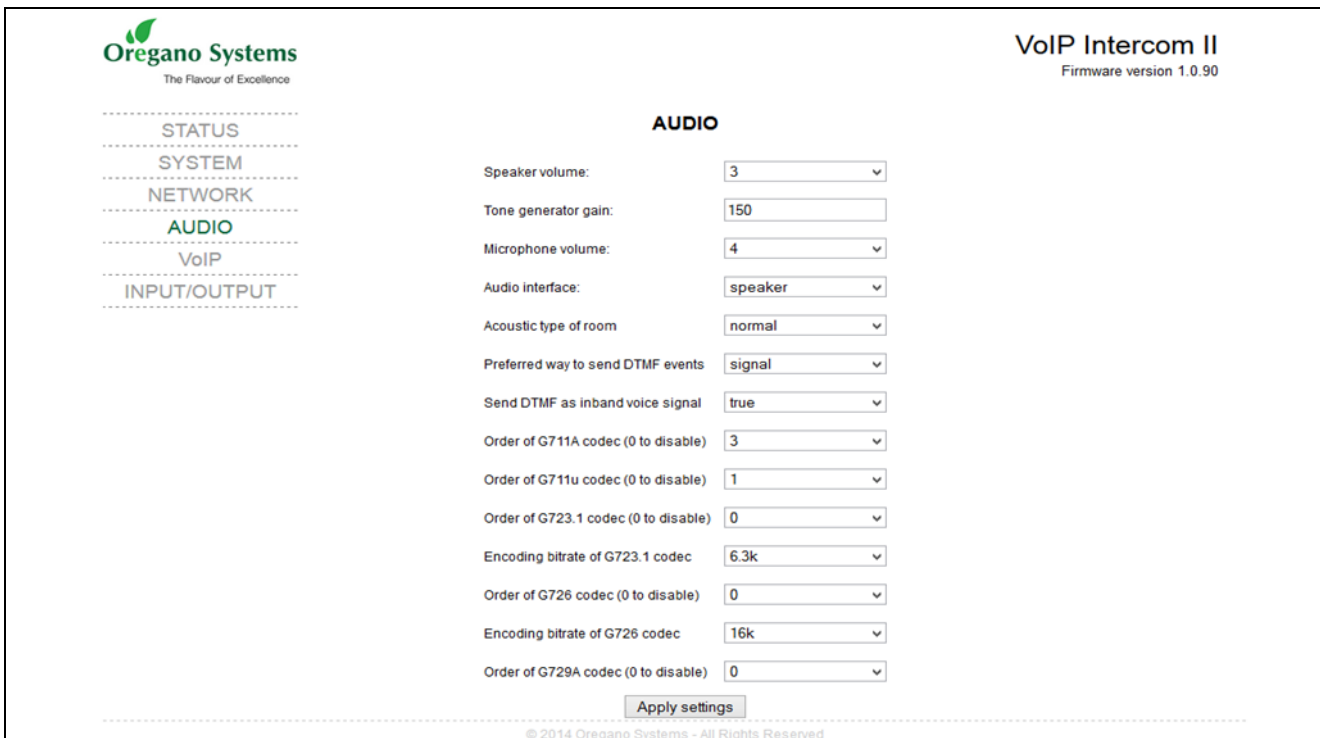 Oregano Systems
The Flavour of Excellence
VoIP Intercom II
Firmware version 1.0.90
STATUS
SYSTEM
NETWORK
AUDIO
VoIP
INPUT/OUTPUT
AUDIO
Speaker volume: 3
Tone generator gain: 150
Microphone volume: 4
Audio interface: speaker
Acoustic type of room normal
Preferred way to send DTMF events signal
Send DTMF as inband voice signal true
Order of G711A codec (0 to disable) 3
Order of G711u codec (0 to disable) 1
Order of G723.1 codec (0 to disable) 0
Encoding bitrate of G723.1 codec 6.3k
Order of G726 codec (0 to disable) 0
Encoding bitrate of G726 codec 16k
Order of G729A codec (0 to disable) 0
Apply settings
© 2014 Oregano Systems - All Rights Reserved